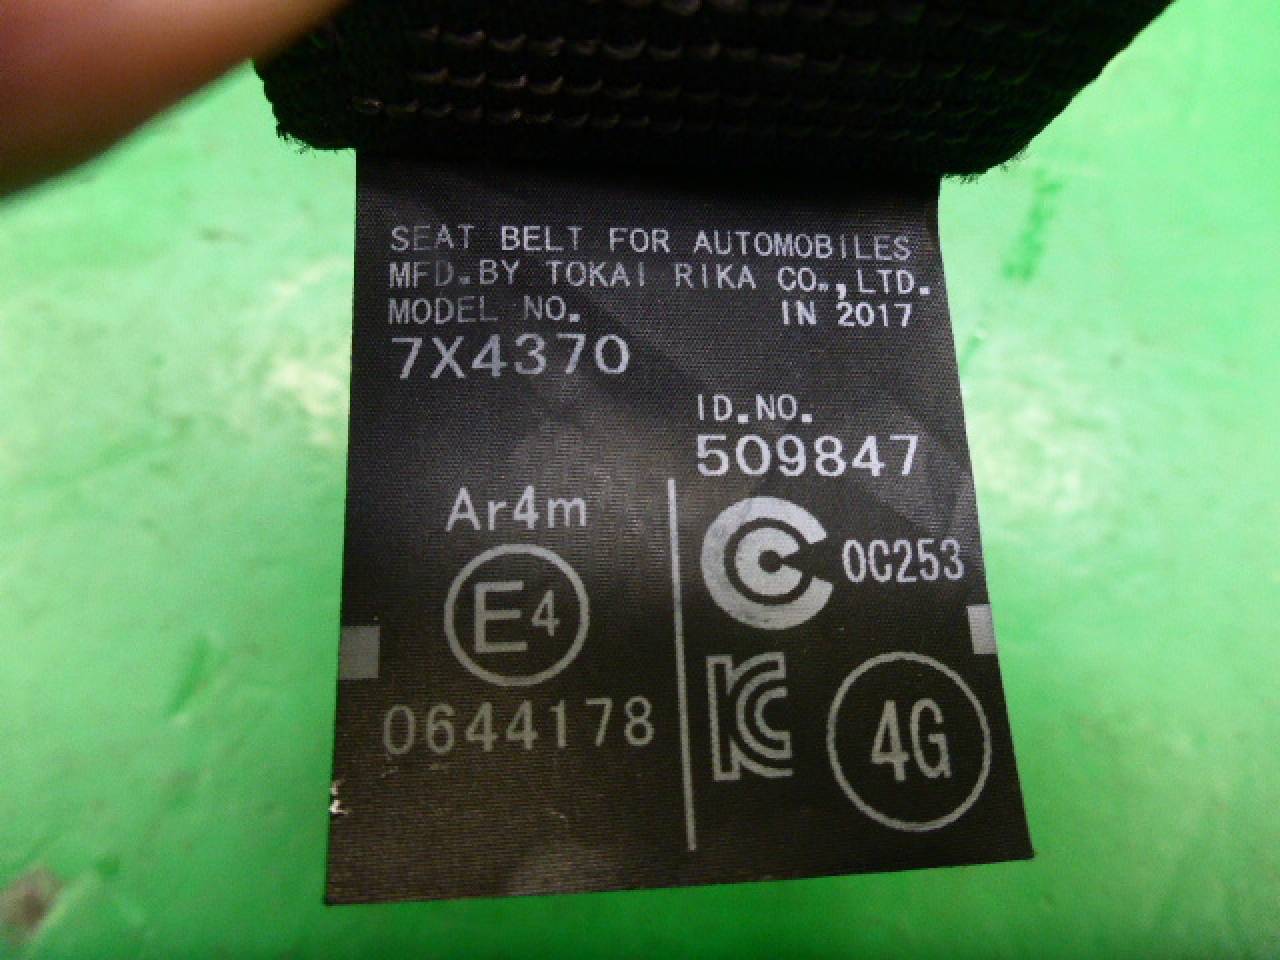 SEAT BELT FOR AUTOMOBILES
MFD.BY TOKAI RIKA CO.,LTD.
MODEL NO. IN 2017
7X4370
ID.NO.
509847
Ar4m
E4
0644178
0C253
4G